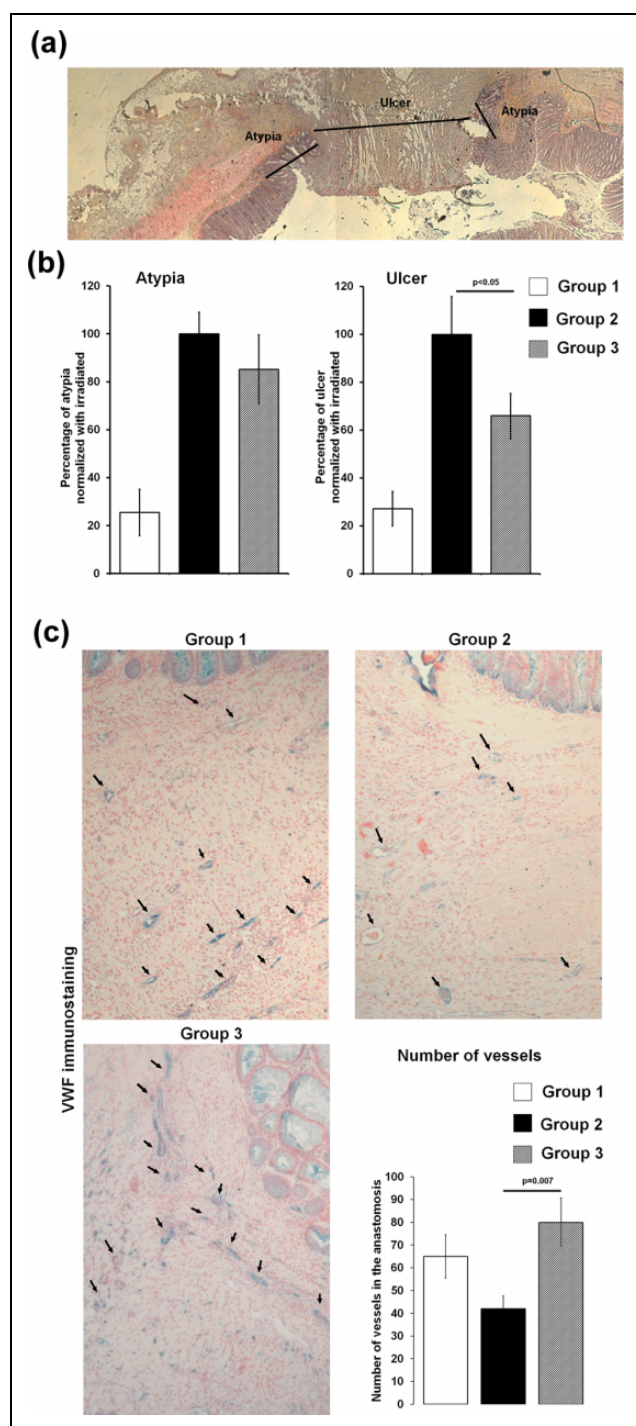 (a)
Ulcer
Atypia
Atypia
(b)
Atypia
Percentage of atypia
normalized with irradiated
120
100
80
60
40
20
0
Ulcer
p<0.05
Percentage of ulcer
normalized with irradiated
120
100
80
60
40
20
0
Group 1
Group 2
Group 3
(c)
Group 1
Group 2
VWF immunostaining
Group 3
Number of vessels
Group 1
Group 2
Group 3
p=0.007
Number of vessels in the anastomosis
100
90
80
70
60
50
40
30
20
10
0